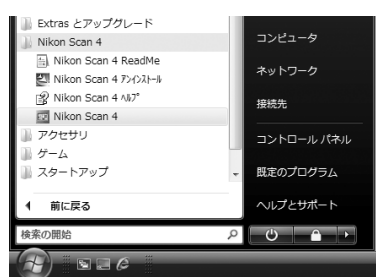 Extras とアップグレード
Nikon Scan 4
Nikon Scan 4 ReadMe
Nikon Scan 4 ｱﾝｲﾝｽﾄｰﾙ
Nikon Scan 4 ﾍﾙﾌﾟ
Nikon Scan 4
アクセサリ
ゲーム
スタートアップ
前に戻る
検索の開始
コンピュータ
ネットワーク
接続先
コントロール パネル
既定のプログラム
ヘルプとサポート